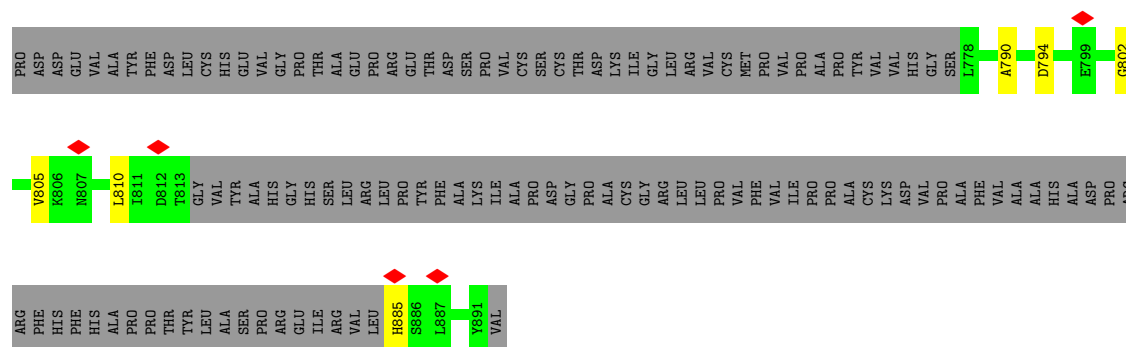 PRO ASP ASP GLU VAL ALA TYR PHE ASP LEU CYS HIS GLU VAL GLY PRO THR ALA GLU PRO ARG GLU THR ASP SER PRO VAL CYS SER CYS THR ASP LYS ILE GLY LEU ARG VAL CYS MET PRO VAL PRO ALA PRO TYR VAL VAL HIS GLY SER L778 A790 D794 E799 G802
V805 K806 N807 L810 I811 D812 T813 GLY VAL TYR ALA HIS GLY HIS SER LEU ARG LEU PRO TYR PHE ALA LYS ILE ALA PRO ASP GLY PRO ALA CYS GLY ARG LEU LEU PRO VAL PHE VAL ILE PRO PRO ALA CYS LYS ASP VAL PRO ALA PHE VAL ALA ALA HIS ALA ASP PRO ARG
ARG PHE HIS PHE HIS ALA PRO PRO THR TYR LEU ALA SER PRO ARG GLU ILE ARG VAL LEU H885 S886 L887 Y891 VAL